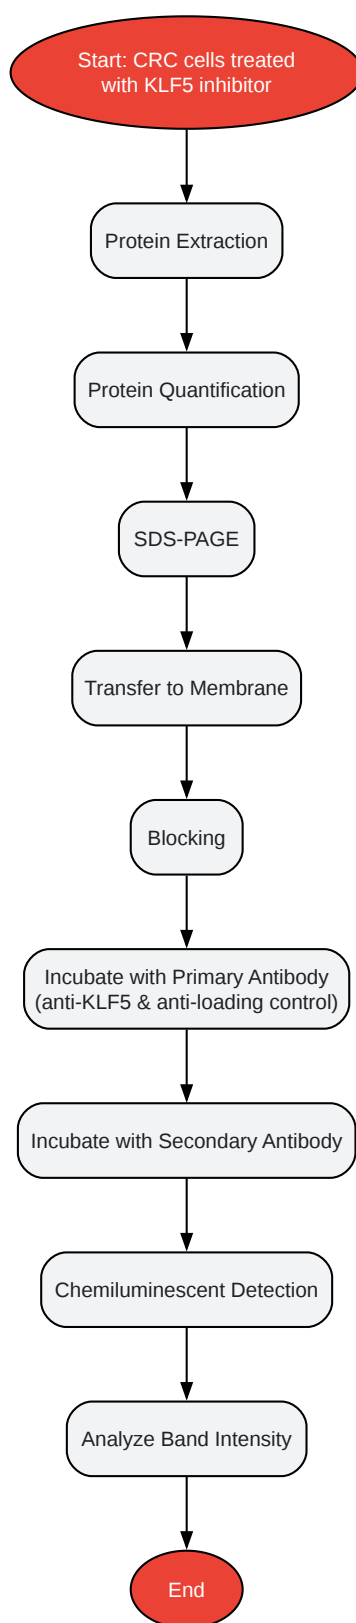 Start: CRC cells treated
with KLF5 inhibitor
Protein Extraction
Protein Quantification
SDS-PAGE
Transfer to Membrane
Blocking
Incubate with Primary Antibody
(anti-KLF5 & anti-loading control)
Incubate with Secondary Antibody
Chemiluminescent Detection
Analyze Band Intensity
End